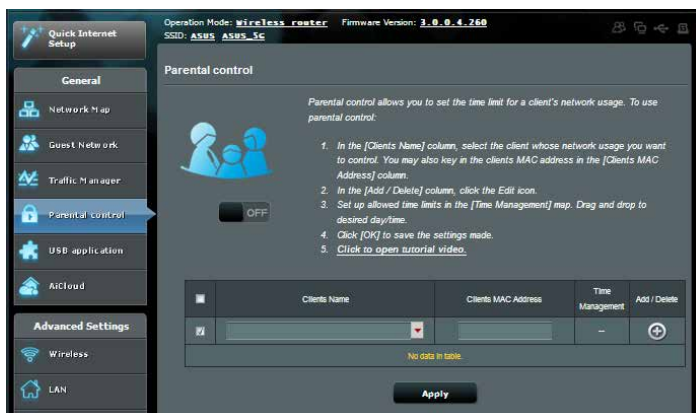 Quick Internet
Setup
Operation Mode: Wireless router Firmware Version: 3.0.0.4.260
SSID: ASUS ASUS_5G
General
Network Map
Guest Network
Traffic Manager
Parental control
USB application
AiCloud
Advanced Settings
Wireless
LAN
Parental control
Parental control allows you to set the time limit for a client's network usage. To use
parental control:
1. In the [Clients Name] column, select the client whose network usage you want
to control. You may also key in the clients MAC address in the [Clients MAC
Address] column.
2. In the [Add / Delete] column, click the Edit icon.
3. Set up allowed time limits in the [Time Management] map. Drag and drop to
desired day/time.
4. Click [OK] to save the settings made.
5. Click to open tutorial video.
OFF
Clients Name Clients MAC Address Time Management Add / Delete
--
No data in table.
Apply